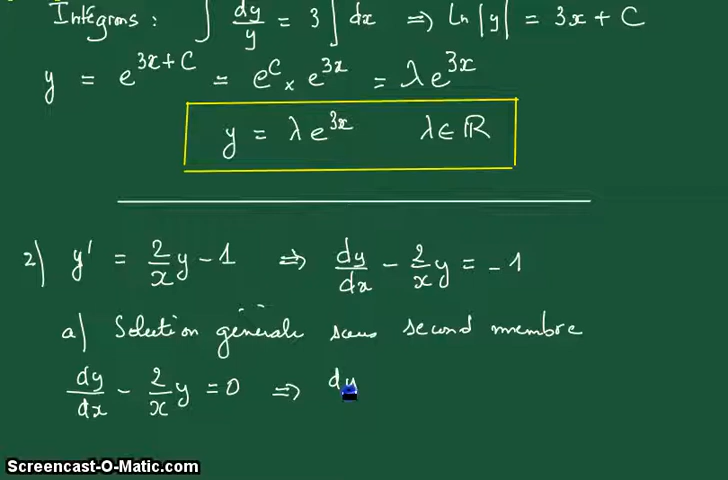 Intégrons : ∫ dy/y = 3 ∫ dx ⇒ ln |y| = 3x + C
y = e^{3x+C} = e^C × e^{3x} = λe^{3x}
y = λe^{3x} λ∈ℝ
2) y' = 2/x y - 1 ⇒ dy/dx - 2/x y = -1
a) Solution générale sans second membre
dy/dx - 2/x y = 0 ⇒ dy
Screencast-O-Matic.com